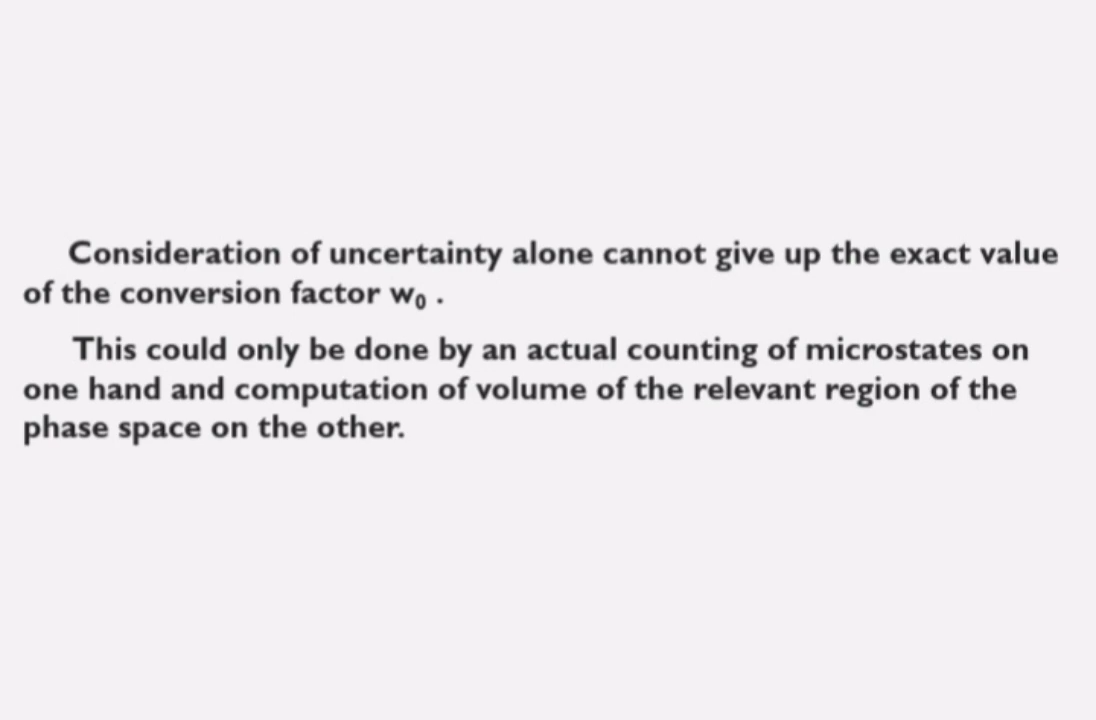 Consideration of uncertainty alone cannot give up the exact value
of the conversion factor w₀ .
This could only be done by an actual counting of microstates on
one hand and computation of volume of the relevant region of the
phase space on the other.